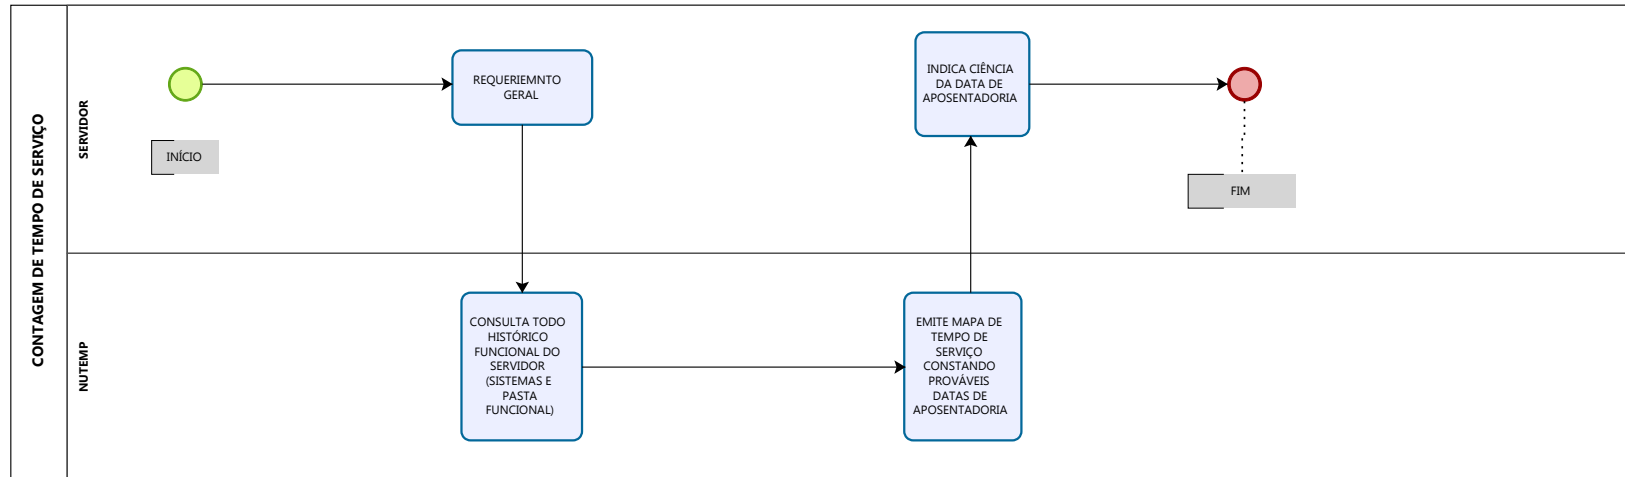 CONTAGEM DE TEMPO DE SERVIÇO
SERVIDOR
INÍCIO
REQUERIEMNTO
GERAL
INDICA CIÊNCIA
DA DATA DE
APOSENTADORIA
FIM
NUTEMP
CONSULTA TODO
HISTÓRICO
FUNCIONAL DO
SERVIDOR
(SISTEMAS E
PASTA
FUNCIONAL)
EMITE MAPA DE
TEMPO DE
SERVIÇO
CONSTANDO
PROVÁVEIS
DATAS DE
APOSENTADORIA